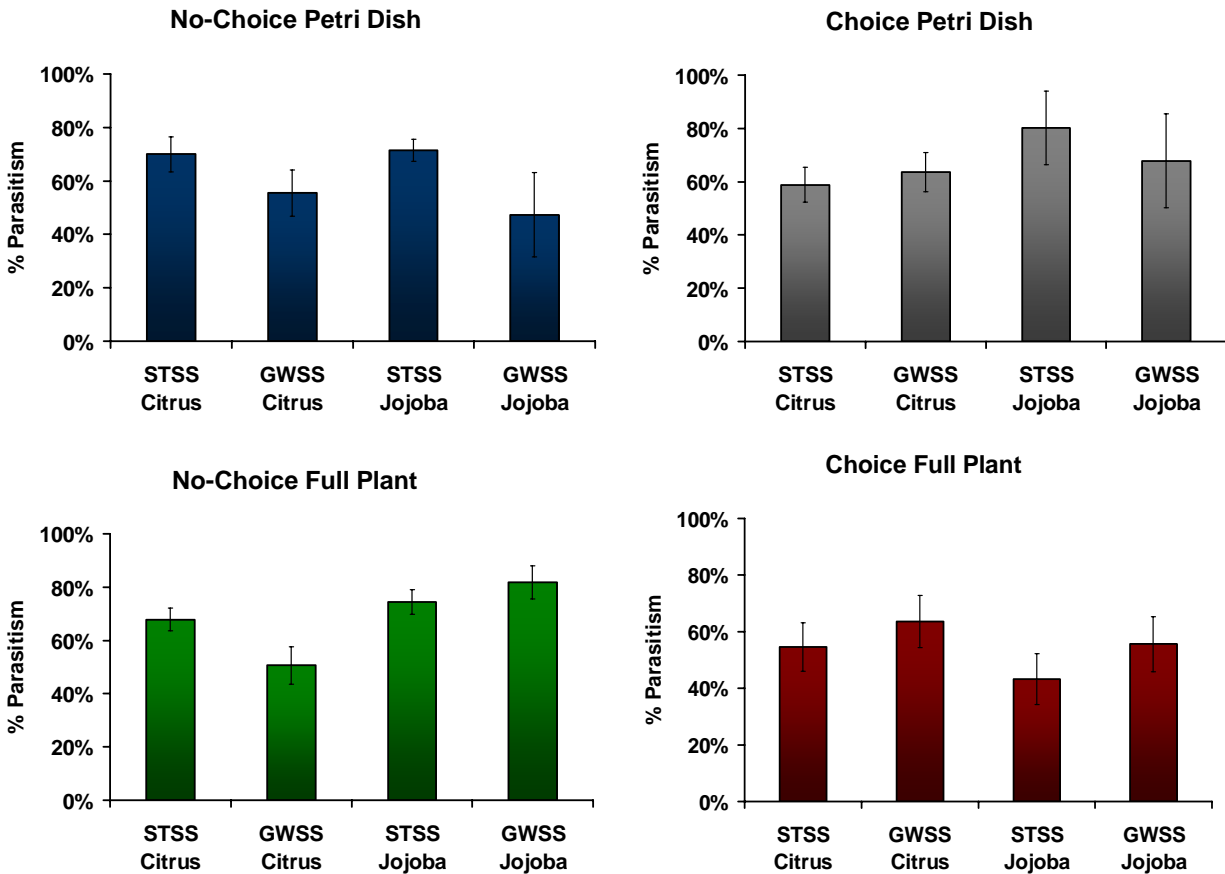 No-Choice Petri Dish
% Parasitism
100%
80%
60%
40%
20%
0%
STSS GWSS STSS GWSS
Citrus Citrus Jojoba Jojoba
Choice Petri Dish
% Parasitism
100%
80%
60%
40%
20%
0%
STSS GWSS STSS GWSS
Citrus Citrus Jojoba Jojoba
No-Choice Full Plant
% Parasitism
100%
80%
60%
40%
20%
0%
STSS GWSS STSS GWSS
Citrus Citrus Jojoba Jojoba
Choice Full Plant
% Parasitism
100%
80%
60%
40%
20%
0%
STSS GWSS STSS GWSS
Citrus Citrus Jojoba Jojoba